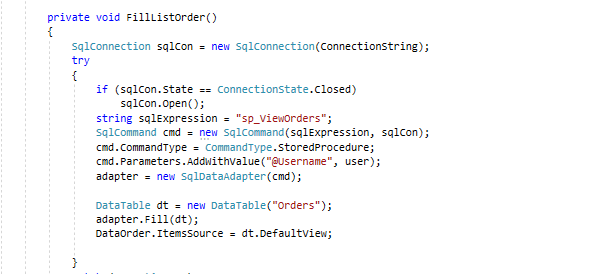 private void FillListOrder()
{
SqlConnection sqlCon = new SqlConnection(ConnectionString);
try
{
if (sqlCon.State == ConnectionState.Closed)
sqlCon.Open();
string sqlExpression = "sp_ViewOrders";
SqlCommand cmd = new SqlCommand(sqlExpression, sqlCon);
cmd.CommandType = CommandType.StoredProcedure;
cmd.Parameters.AddWithValue("@Username", user);
adapter = new SqlDataAdapter(cmd);
DataTable dt = new DataTable("Orders");
adapter.Fill(dt);
DataOrder.ItemsSource = dt.DefaultView;
}